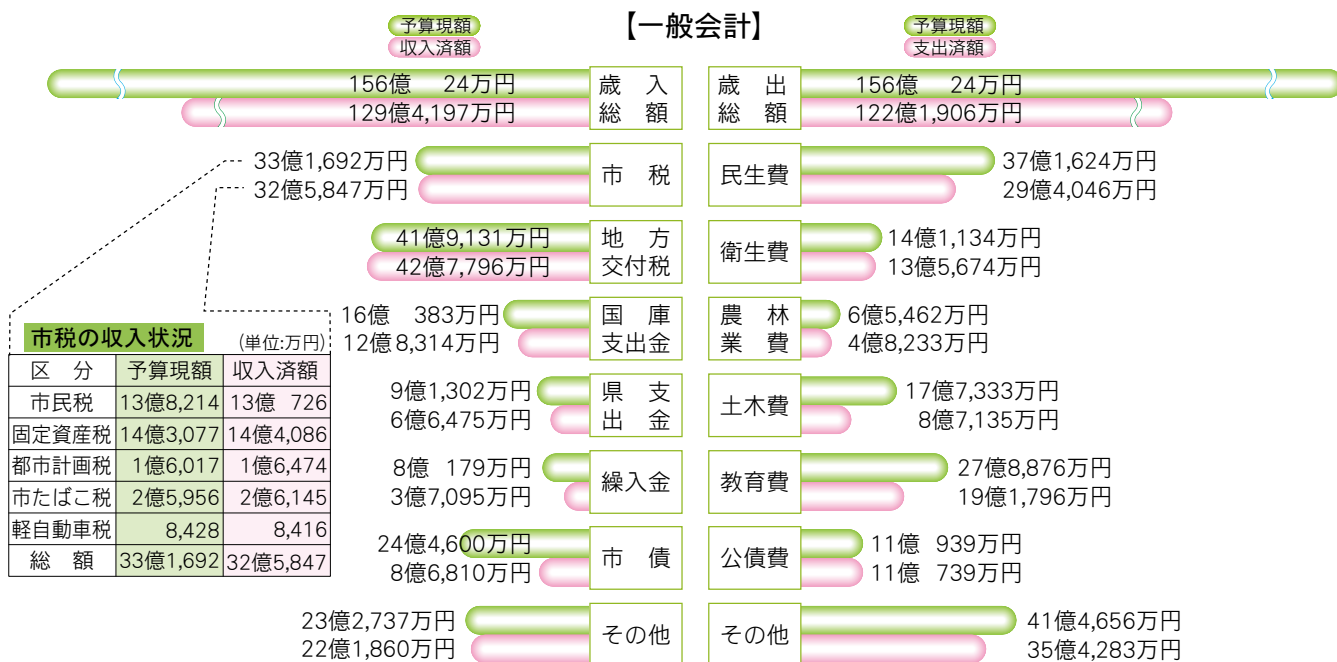 【一般会計】
予算現額
収入済額
予算現額
支出済額
156億 24万円
129億4,197万円
歳入
総額
歳出
総額
156億 24万円
122億1,906万円
33億1,692万円
32億5,847万円
市税
民生費
37億1,624万円
29億4,046万円
41億9,131万円
42億7,796万円
地方
交付税
衛生費
14億1,134万円
13億5,674万円
16億 383万円
12億8,314万円
国庫
支出金
農林
業費
6億5,462万円
4億8,233万円
9億1,302万円
6億6,475万円
県支
出金
土木費
17億7,333万円
8億7,135万円
8億 179万円
3億7,095万円
繰入金
教育費
27億8,876万円
19億1,796万円
24億4,600万円
8億6,810万円
市債
公債費
11億 939万円
11億 739万円
23億2,737万円
22億1,860万円
その他
その他
41億4,656万円
35億4,283万円
市税の収入状況 (単位:万円)
区分 予算現額 収入済額
市民税 13億8,214 13億 726
固定資産税 14億3,077 14億4,086
都市計画税 1億6,017 1億6,474
市たばこ税 2億5,956 2億6,145
軽自動車税 8,428 8,416
総額 33億1,692 32億5,847